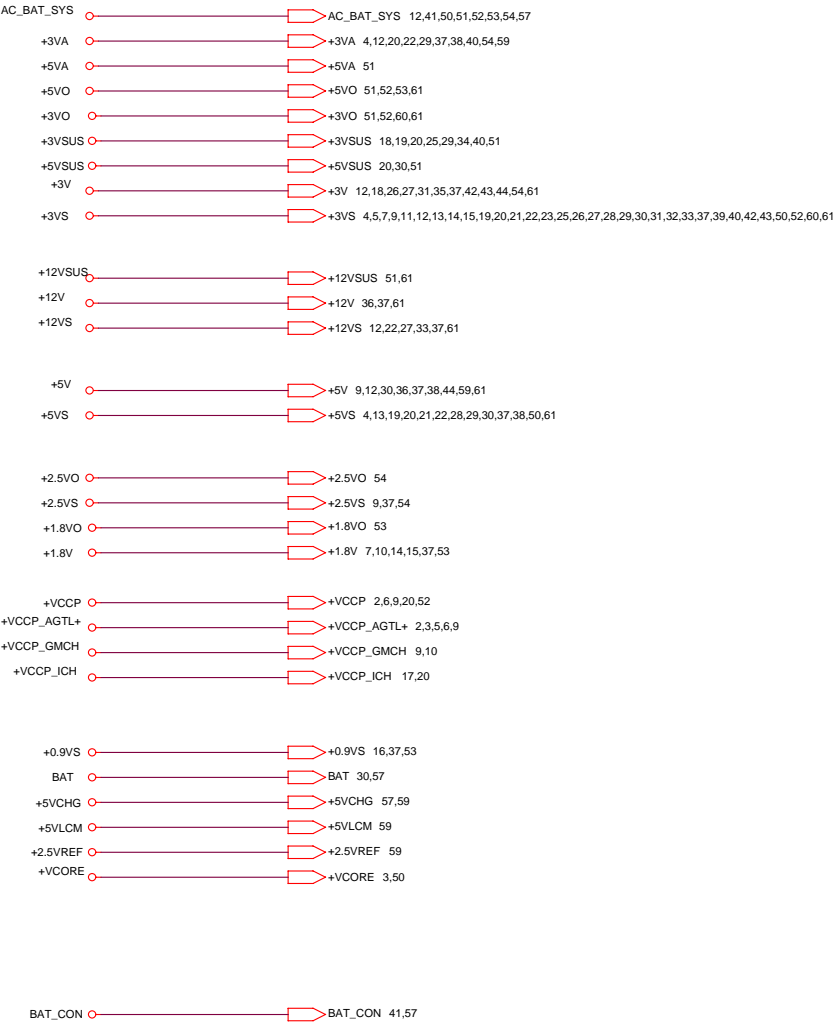 AC_BAT_SYS AC_BAT_SYS 12,41,50,51,52,53,54,57
+3VA +3VA 4,12,20,22,29,37,38,40,54,59
+5VA +5VA 51
+5VO +5VO 51,52,53,61
+3VO +3VO 51,52,60,61
+3VSUS +3VSUS 18,19,20,25,29,34,40,51
+5VSUS +5VSUS 20,30,51
+3V +3V 12,18,26,27,31,35,37,42,43,44,54,61
+3VS +3VS 4,5,7,9,11,12,13,14,15,19,20,21,22,23,25,26,27,28,29,30,31,32,33,37,39,40,42,43,50,52,60,61
+12VSUS +12VSUS 51,61
+12V +12V 36,37,61
+12VS +12VS 12,22,27,33,37,61
+5V +5V 9,12,30,36,37,38,44,59,61
+5VS +5VS 4,13,19,20,21,22,28,29,30,37,38,50,61
+2.5VO +2.5VO 54
+2.5VS +2.5VS 9,37,54
+1.8VO +1.8VO 53
+1.8V +1.8V 7,10,14,15,37,53
+VCCP +VCCP 2,6,9,20,52
+VCCP_AGTL+ +VCCP_AGTL+ 2,3,5,6,9
+VCCP_GMCH +VCCP_GMCH 9,10
+VCCP_ICH +VCCP_ICH 17,20
+0.9VS +0.9VS 16,37,53
BAT BAT 30,57
+5VCHG +5VCHG 57,59
+5VLCM +5VLCM 59
+2.5VREF +2.5VREF 59
+VCORE +VCORE 3,50
BAT_CON BAT_CON 41,57